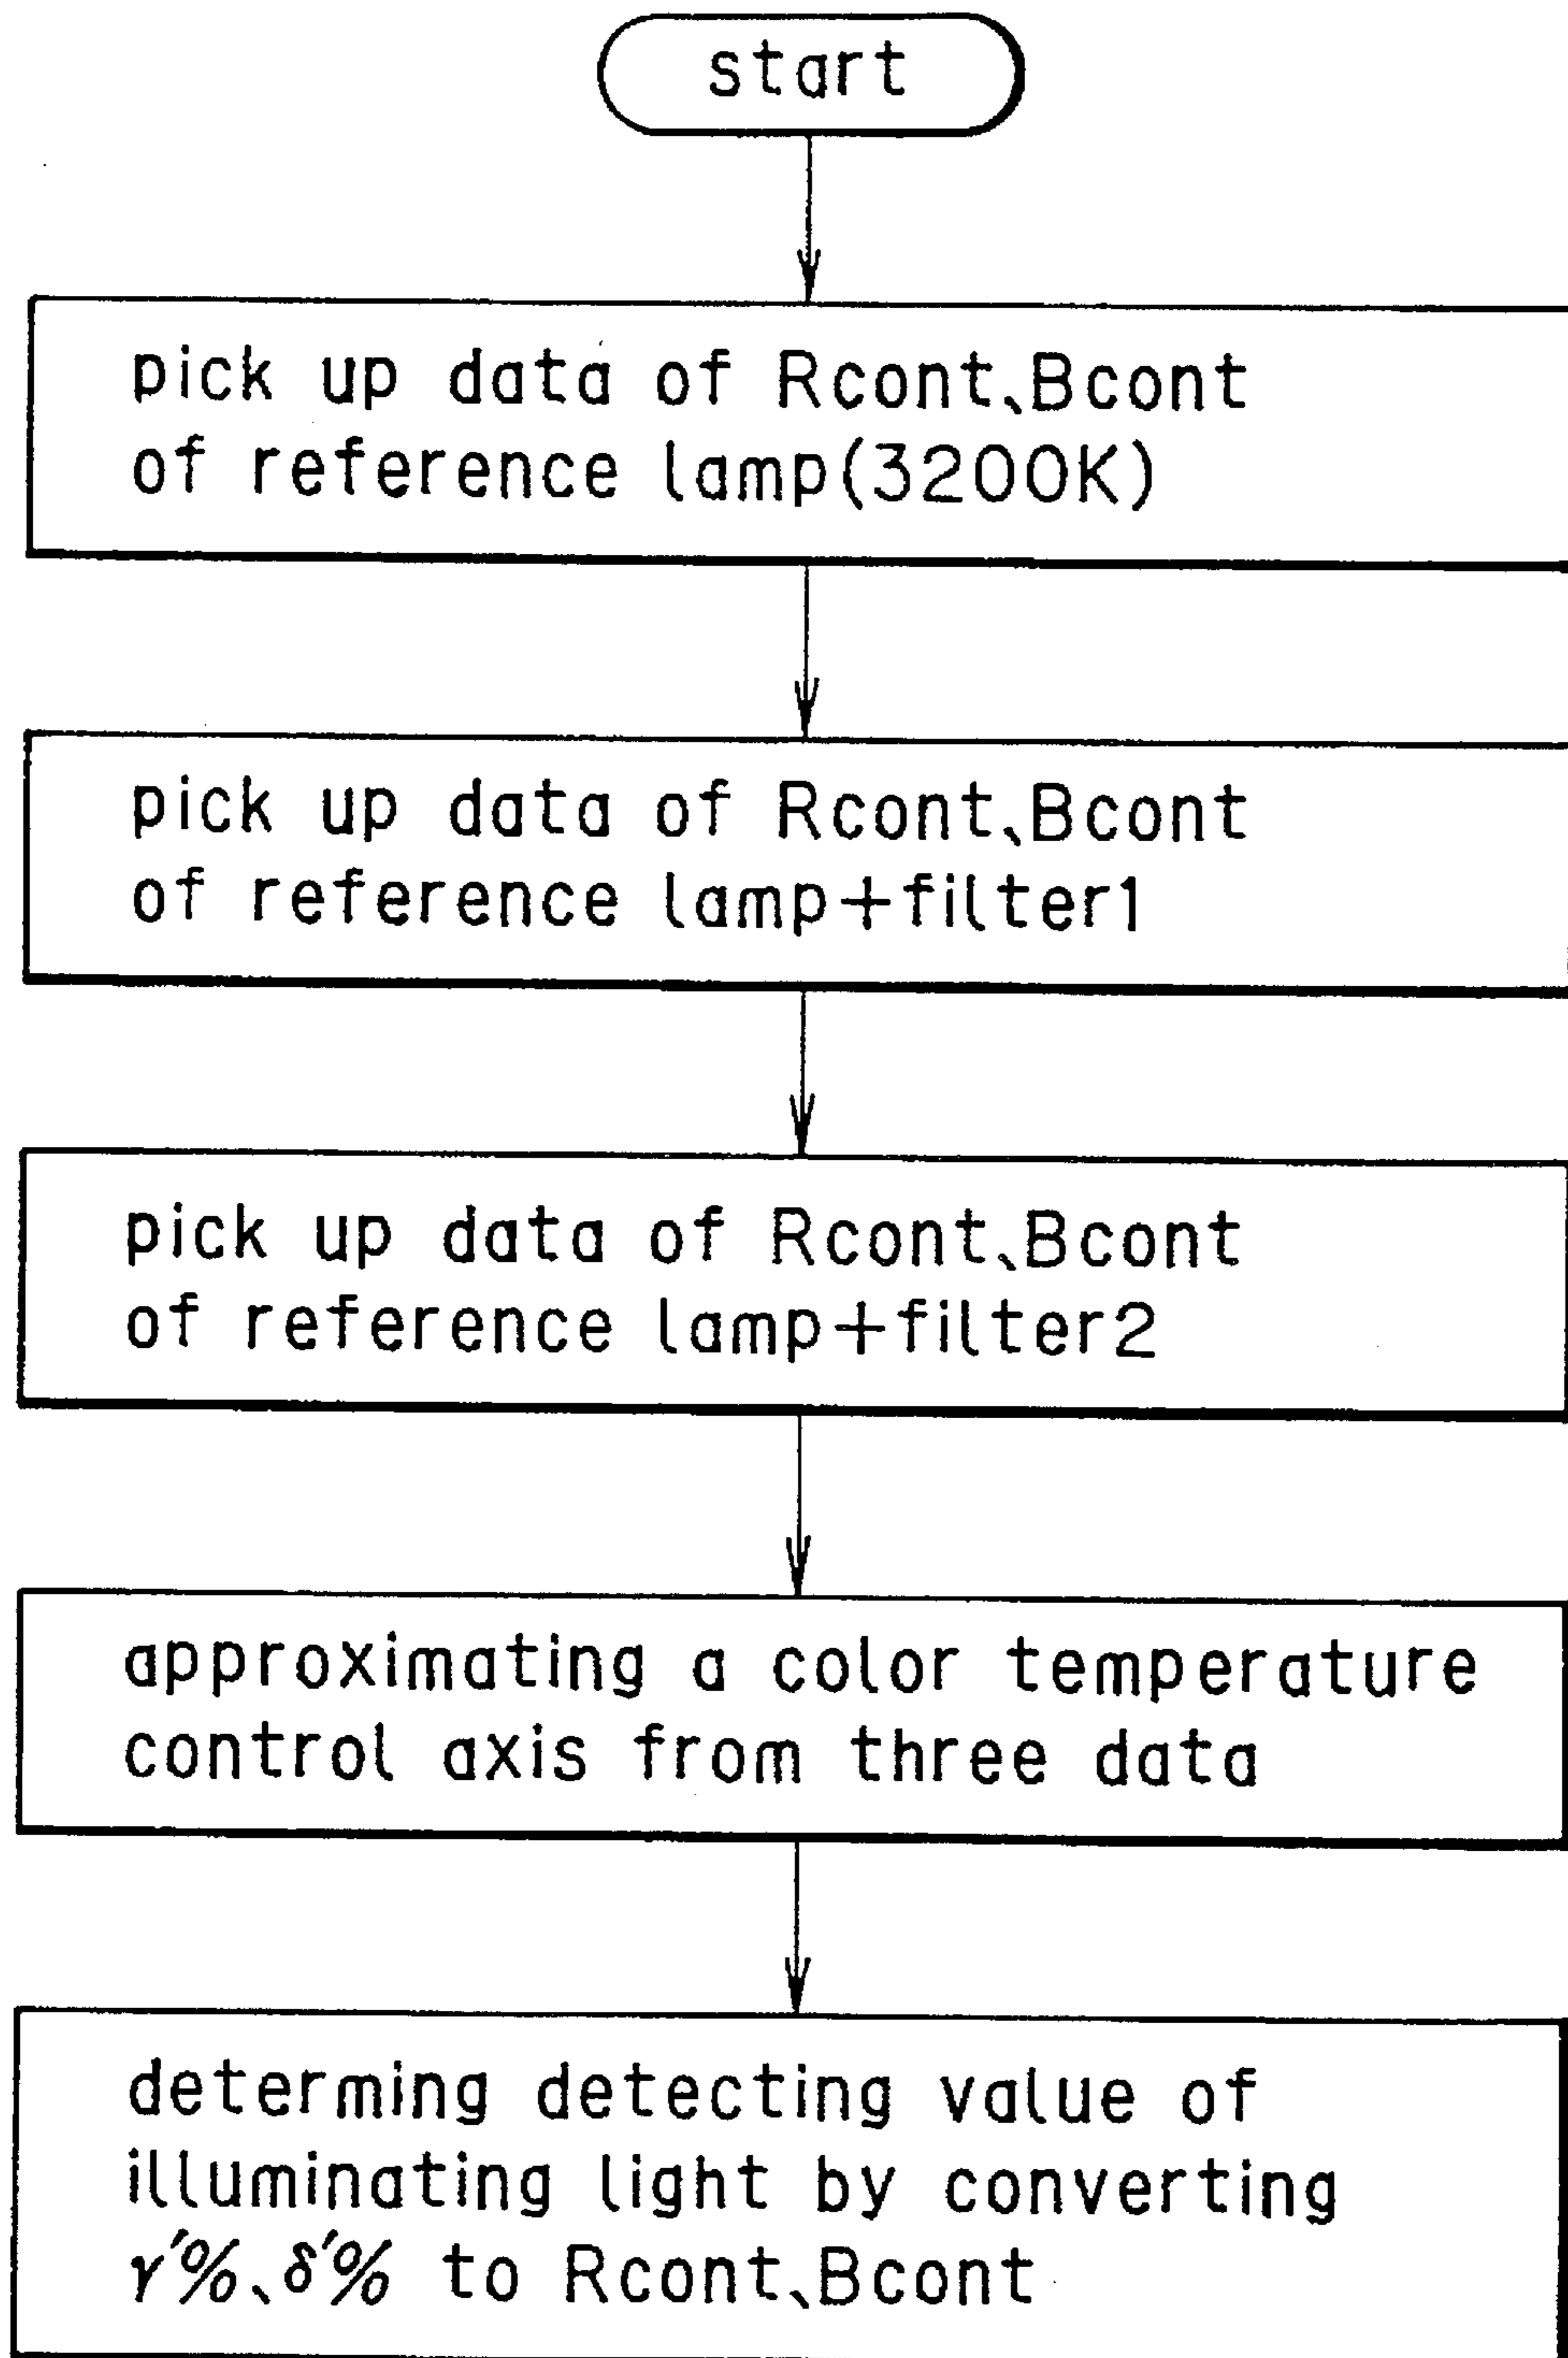 start
pick up data of Rcont、Bcont
of reference lamp(3200K)
pick up data of Rcont、Bcont
of reference lamp+filter1
pick up data of Rcont、Bcont
of reference lamp+filter2
approximating a color temperature
control axis from three data
determing detecting value of
illuminating light by converting
γ′%、δ′% to Rcont、Bcont